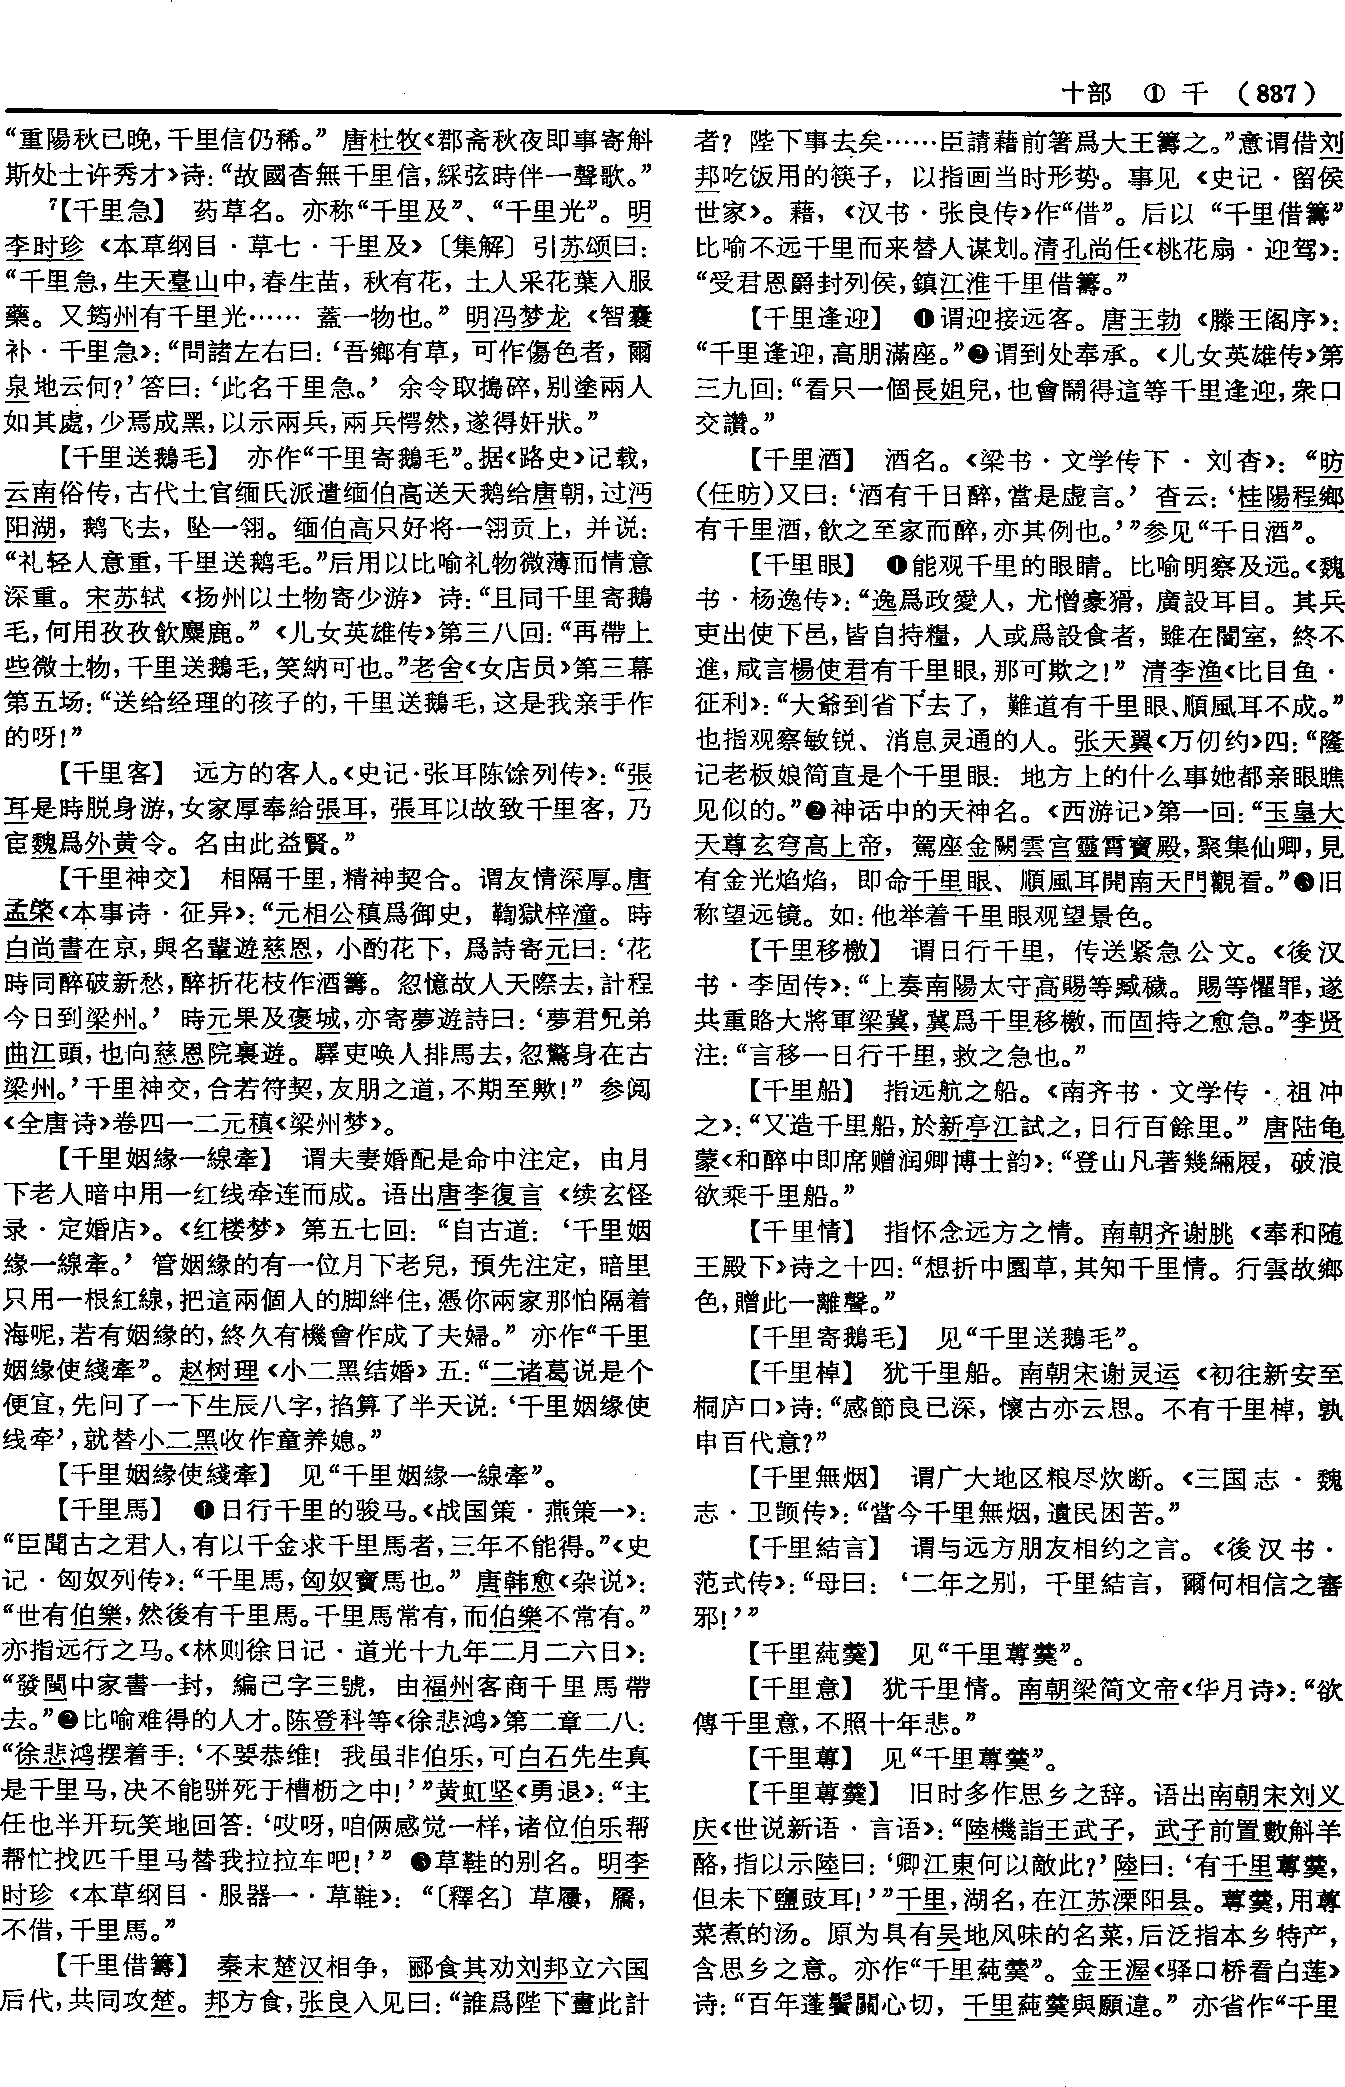 十部 ① 千 (837)
“重陽秋已晚，千里信仍稀。” 唐杜牧《郡斋秋夜即事寄斛
斯处士许秀才》诗：“故國杳無千里信，綵弦時伴一聲歌。”
【千里急】 药草名。亦称“千里及”、“千里光”。明
李时珍《本草纲目·草七·千里及》〔集解〕引苏颂曰：
“千里急，生天臺山中，春生苗，秋有花，土人采花葉入服
藥。又筠州有千里光…… 蓋一物也。” 明冯梦龙《智囊
补·千里急》：“問諸左右曰：‘吾鄉有草，可作傷色者，爾
泉地云何？’答曰：‘此名千里急。’ 余令取搗碎，别塗兩人
如其處，少焉成黑，以示兩兵，兩兵愕然，遂得奸狀。”
【千里送鵝毛】 亦作“千里寄鵝毛”。据《路史》记载，
云南俗传，古代土官缅氏派遣缅伯高送天鹅给唐朝，过沔
阳湖，鹅飞去，坠一翎。缅伯高只好将一翎贡上，并说：
“礼轻人意重，千里送鹅毛。”后用以比喻礼物微薄而情意
深重。宋苏轼《扬州以土物寄少游》诗：“且同千里寄鵝
毛，何用孜孜飲麋鹿。”《儿女英雄传》第三八回：“再帶上
些微土物，千里送鵝毛，笑納可也。”老舍《女店员》第三幕
第五场：“送给经理的孩子的，千里送鵝毛，这是我亲手作
的呀！”
【千里客】 远方的客人。《史记·张耳陈馀列传》：“張
耳是時脱身游，女家厚奉給張耳，張耳以故致千里客，乃
宦魏爲外黄令。名由此益賢。”
【千里神交】 相隔千里，精神契合。谓友情深厚。唐
孟棨《本事诗·征异》：“元相公稹爲御史，鞫獄梓潼。時
白尚書在京，與名輩遊慈恩，小酌花下，爲詩寄元曰：‘花
時同醉破新愁，醉折花枝作酒籌。忽憶故人天際去，計程
今日到梁州。’ 時元果及褒城，亦寄夢遊詩曰：‘夢君兄弟
曲江頭，也向慈恩院裏遊。驛吏唤人排馬去，忽驚身在古
梁州。’千里神交，合若符契，友朋之道，不期至歟！” 参阅
《全唐诗》卷四一二元稹《梁州梦》。
【千里姻緣一線牽】 谓夫妻婚配是命中注定，由月
下老人暗中用一红线牵连而成。语出唐李復言《续玄怪
录·定婚店》。《红楼梦》第五七回：“自古道：‘千里姻
緣一線牽。’ 管姻緣的有一位月下老兒，預先注定，暗里
只用一根紅線，把這兩個人的脚絆住，憑你兩家那怕隔着
海呢，若有姻緣的，終久有機會作成了夫婦。” 亦作“千里
姻緣使綫牽”。赵树理《小二黑结婚》五：“二诸葛说是个
便宜，先问了一下生辰八字，掐算了半天说：‘千里姻缘使
线牵’，就替小二黑收作童养媳。”
【千里姻緣使綫牽】 见“千里姻緣一線牽”。
【千里馬】 ❶日行千里的骏马。《战国策·燕策一》：
“臣聞古之君人，有以千金求千里馬者，三年不能得。”《史
记·匈奴列传》：“千里馬，匈奴寶馬也。” 唐韩愈《杂说》：
“世有伯樂，然後有千里馬。千里馬常有，而伯樂不常有。”
亦指远行之马。《林则徐日记·道光十九年二月二六日》：
“發閩中家書一封，編已字三號，由福州客商千里馬帶
去。”❷比喻难得的人才。陈登科等《徐悲鸿》第二章二八：
“徐悲鸿摆着手：‘不要恭维！我虽非伯乐，可白石先生真
是千里马，决不能骈死于槽枥之中！’”黄虹坚《勇退》：“主
任也半开玩笑地回答：‘哎呀，咱俩感觉一样，诸位伯乐帮
帮忙找匹千里马替我拉拉车吧！’” ❸草鞋的别名。明李
时珍《本草纲目·服器一·草鞋》：“〔釋名〕草屨，屩，
不借，千里馬。”
【千里借籌】 秦末楚汉相争，郦食其劝刘邦立六国
后代，共同攻楚。邦方食，张良入见曰：“誰爲陛下畫此計
者？陛下事去矣……臣請藉前箸爲大王籌之。”意谓借刘
邦吃饭用的筷子，以指画当时形势。事见《史记·留侯
世家》。藉，《汉书·张良传》作“借”。后以“千里借籌”
比喻不远千里而来替人谋划。清孔尚任《桃花扇·迎驾》：
“受君恩爵封列侯，鎮江淮千里借籌。”
【千里逢迎】 ❶谓迎接远客。唐王勃《滕王阁序》：
“千里逢迎，高朋滿座。”❷谓到处奉承。《儿女英雄传》第
三九回：“看只一個長姐兒，也會鬧得這等千里逢迎，衆口
交讚。”
【千里酒】 酒名。《梁书·文学传下·刘杳》：“昉
（任昉）又曰：‘酒有千日醉，當是虚言。’ 杳云：‘桂陽程鄉
有千里酒，飲之至家而醉，亦其例也。’”参见“千日酒”。
【千里眼】 ❶能观千里的眼睛。比喻明察及远。《魏
书·杨逸传》：“逸爲政愛人，尤憎豪猾，廣設耳目。其兵
吏出使下邑，皆自持糧，人或爲設食者，雖在闇室，終不
進，咸言楊使君有千里眼，那可欺之！” 清李渔《比目鱼·
征利》：“大爺到省下去了，難道有千里眼、順風耳不成。”
也指观察敏锐、消息灵通的人。张天翼《万仞约》四：“隆
记老板娘简直是个千里眼：地方上的什么事她都亲眼瞧
见似的。”❷神话中的天神名。《西游记》第一回：“玉皇大
天尊玄穹高上帝，駕座金闕雲宫靈霄寶殿，聚集仙卿，見
有金光焰焰，即命千里眼、順風耳開南天門觀看。”❸旧
称望远镜。如：他举着千里眼观望景色。
【千里移檄】 谓日行千里，传送紧急公文。《後汉
书·李固传》：“上奏南陽太守高賜等臧穢。賜等懼罪，遂
共重賂大將軍梁冀，冀爲千里移檄，而固持之愈急。”李贤
注：“言移一日行千里，救之急也。”
【千里船】 指远航之船。《南齐书·文学传·祖冲
之》：“又造千里船，於新亭江試之，日行百餘里。” 唐陆龟
蒙《和醉中即席赠润卿博士韵》：“登山凡著幾緉屐，破浪
欲乘千里船。”
【千里情】 指怀念远方之情。南朝齐谢朓《奉和随
王殿下》诗之十四：“想折中園草，共知千里情。行雲故鄉
色，贈此一離聲。”
【千里寄鵝毛】 见“千里送鵝毛”。
【千里棹】 犹千里船。南朝宋谢灵运《初往新安至
桐庐口》诗：“感節良已深，懷古亦云思。不有千里棹，孰
申百代意？”
【千里無烟】 谓广大地区粮尽炊断。《三国志·魏
志·卫觊传》：“當今千里無烟，遺民困苦。”
【千里結言】 谓与远方朋友相约之言。《後汉书·
范式传》：“母曰：‘二年之别，千里結言，爾何相信之審
邪！’”
【千里蒓羹】 见“千里蓴羹”。
【千里意】 犹千里情。南朝梁简文帝《华月诗》：“欲
傳千里意，不照十年悲。”
【千里蓴】 见“千里蓴羹”。
【千里蓴羹】 旧时多作思乡之辞。语出南朝宋刘义
庆《世说新语·言语》：“陸機詣王武子，武子前置數斛羊
酪，指以示陸曰：‘卿江東何以敵此？’陸曰：‘有千里蓴羹，
但未下鹽豉耳！’”千里，湖名，在江苏溧阳县。蓴羹，用蓴
菜煮的汤。原为具有吴地风味的名菜，后泛指本乡特产，
含思乡之意。亦作“千里蒓羹”。金王渥《驿口桥看白莲》
诗：“百年蓬鬢關心切，千里蒓羹與願違。” 亦省作“千里